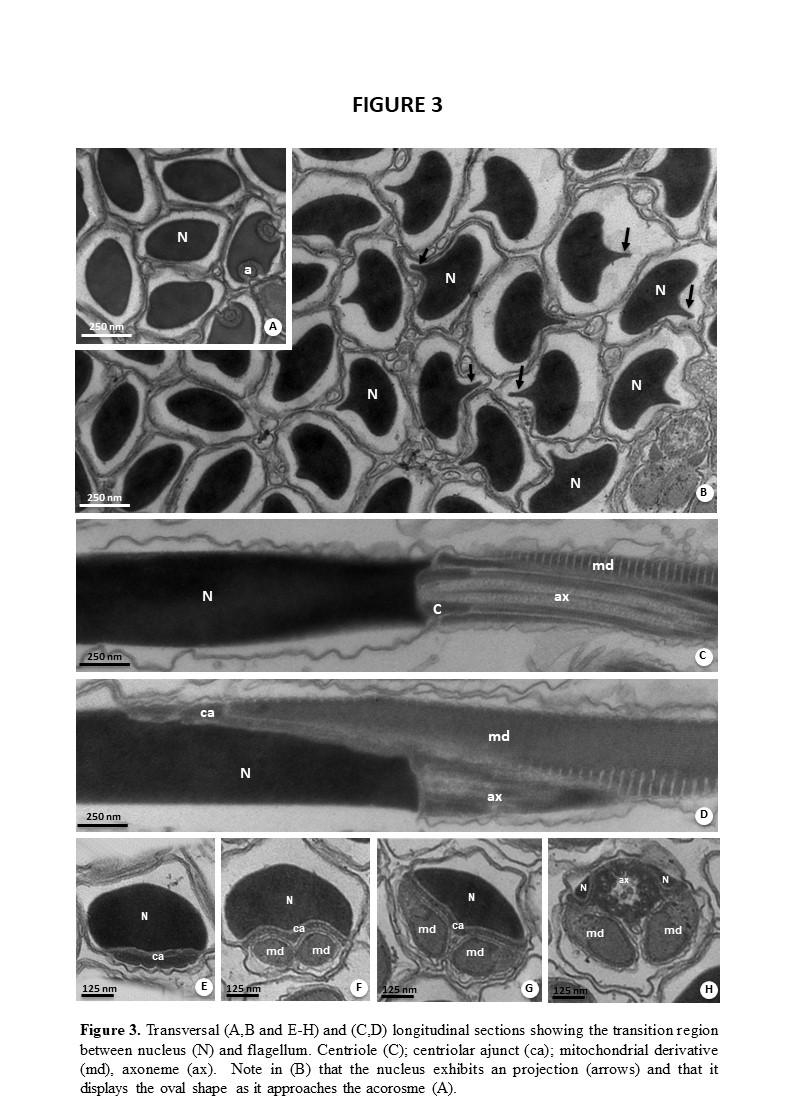 FIGURE 3
N
a
250 nm
A
N
N
N
N
N
250 nm
B
N
md
ax
C
250 nm
C
ca
md
N
ax
250 nm
D
N
ca
125 nm
E
N
ca
md
md
125 nm
F
N
md
ca
md
125 nm
G
N
ax
N
md
md
125 nm
H
Figure 3. Transversal (A,B and E-H) and (C,D) longitudinal sections showing the transition region
between nucleus (N) and flagellum. Centriole (C); centriolar ajunct (ca); mitochondrial derivative
(md), axoneme (ax). Note in (B) that the nucleus exhibits an projection (arrows) and that it
displays the oval shape as it approaches the acorosme (A).